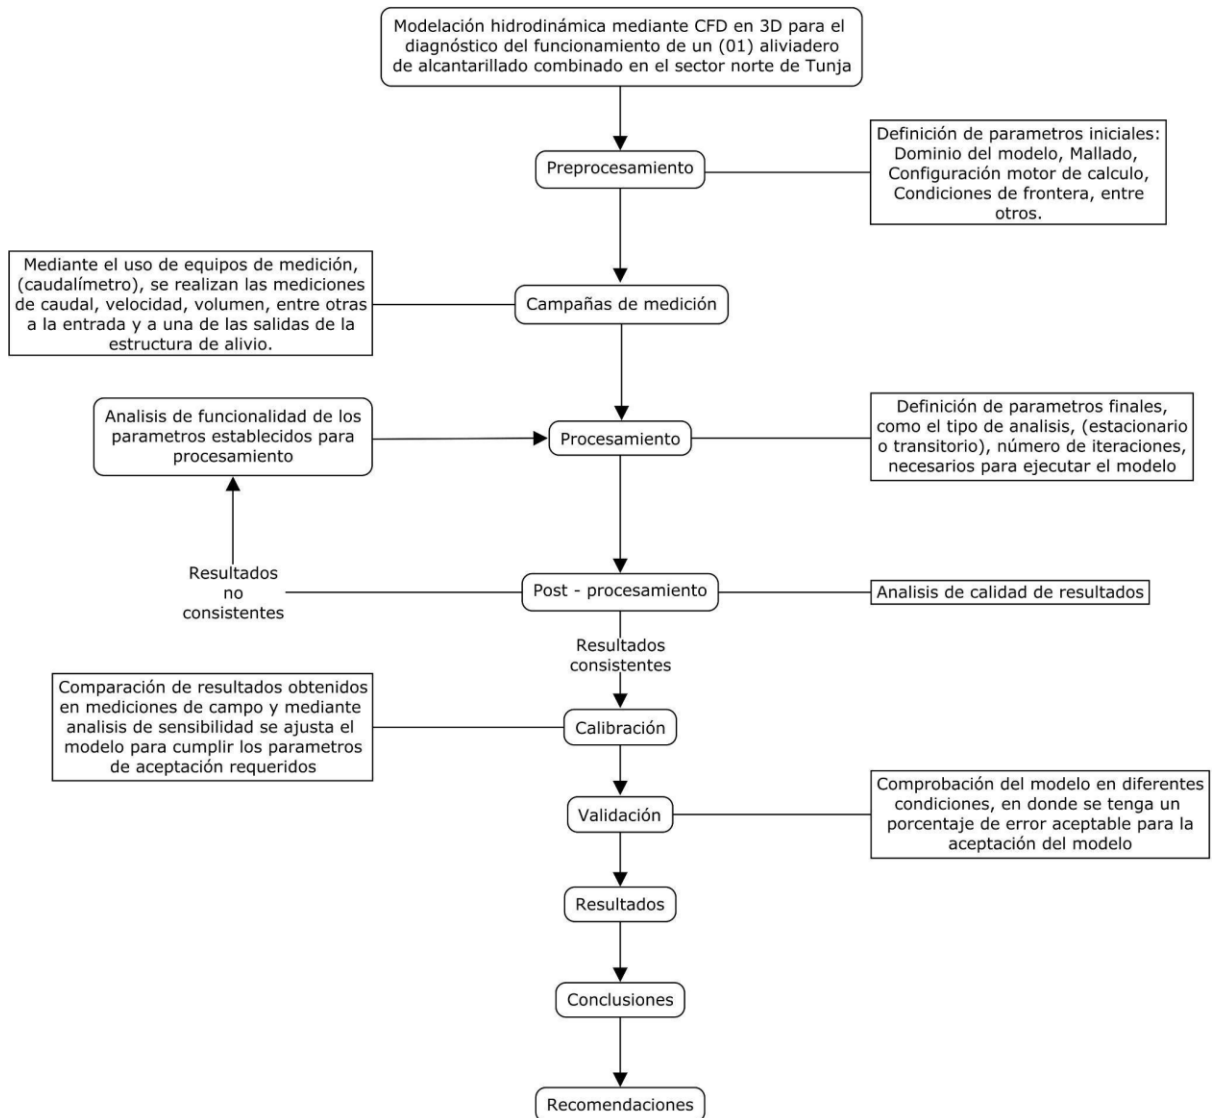 Modelación hidrodinámica mediante CFD en 3D para el
diagnóstico del funcionamiento de un (01) aliviadero
de alcantarillado combinado en el sector norte de Tunja
Preprocesamiento
Definición de parametros iniciales:
Dominio del modelo, Mallado,
Configuración motor de calculo,
Condiciones de frontera, entre
otros.
Mediante el uso de equipos de medición,
(caudalímetro), se realizan las mediciones
de caudal, velocidad, volumen, entre otras
a la entrada y a una de las salidas de la
estructura de alivio.
Campañas de medición
Analisis de funcionalidad de los
parametros establecidos para
procesamiento
Procesamiento
Definición de parametros finales,
como el tipo de analisis, (estacionario
o transitorio), número de iteraciones,
necesarios para ejecutar el modelo
Resultados
no
consistentes
Post - procesamiento
Analisis de calidad de resultados
Resultados
consistentes
Comparación de resultados obtenidos
en mediciones de campo y mediante
analisis de sensibilidad se ajusta el
modelo para cumplir los parametros
de aceptación requeridos
Calibración
Validación
Comprobación del modelo en diferentes
condiciones, en donde se tenga un
porcentaje de error aceptable para la
aceptación del modelo
Resultados
Conclusiones
Recomendaciones